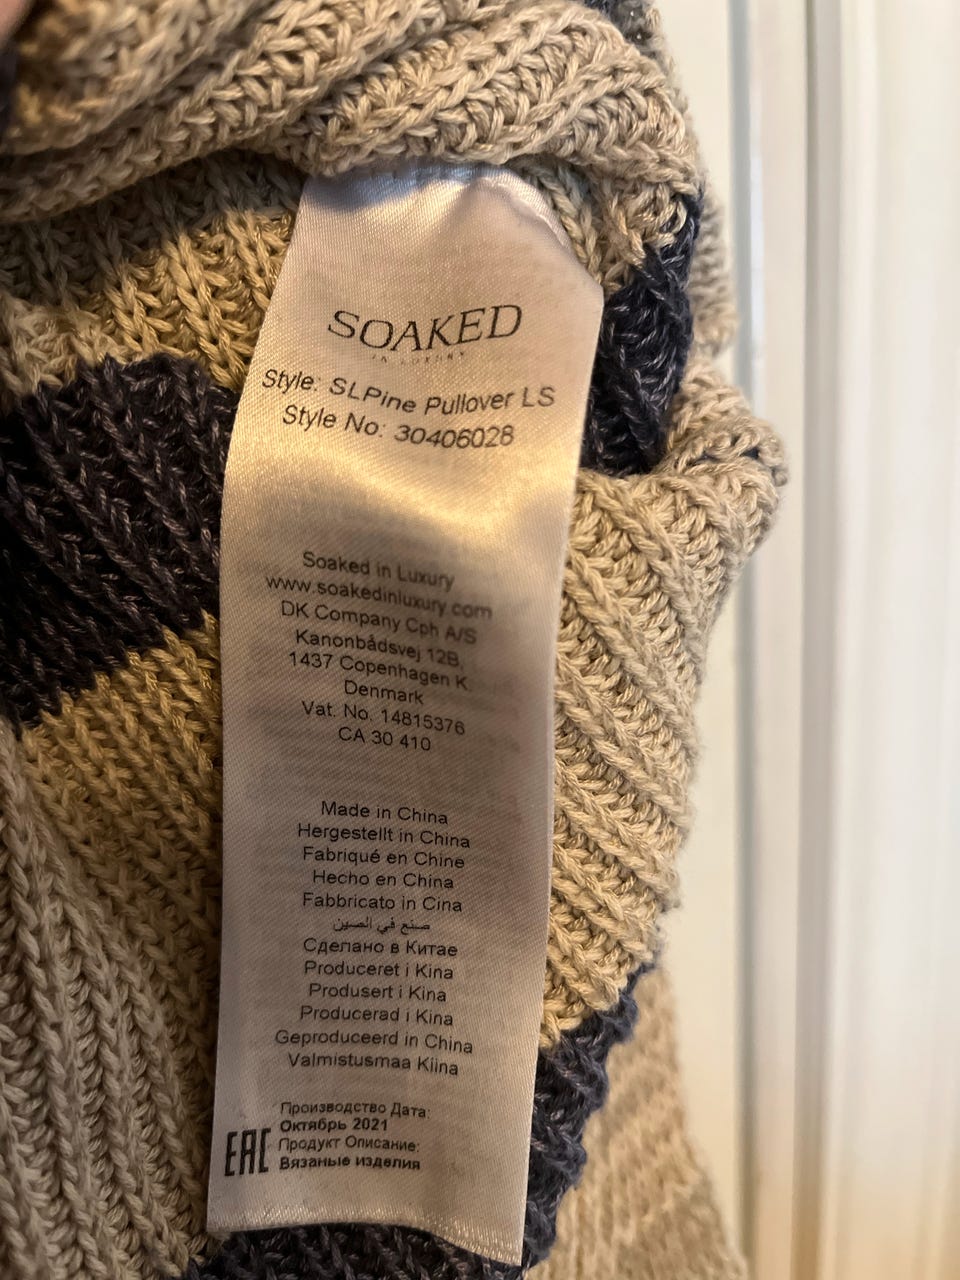 SOAKED
IN LUXURY
Style: SLPine Pullover LS
Style No: 30406028
Soaked in Luxury
www.soakedinluxury.com
DK Company Cph A/S
Kanonbådsvej 12B,
1437 Copenhagen K.
Denmark
Vat. No. 14815376
CA 30 410
Made in China
Hergestellt in China
Fabriqué en Chine
Hecho en China
Fabbricato in Cina
صنع في الصين
Сделано в Китае
Produceret i Kina
Produsert i Kina
Producerad i Kina
Geproduceerd in China
Valmistusmaa Kiina
Производство Дата:
Октябрь 2021
EAC
Продукт Описание:
Вязаные изделия